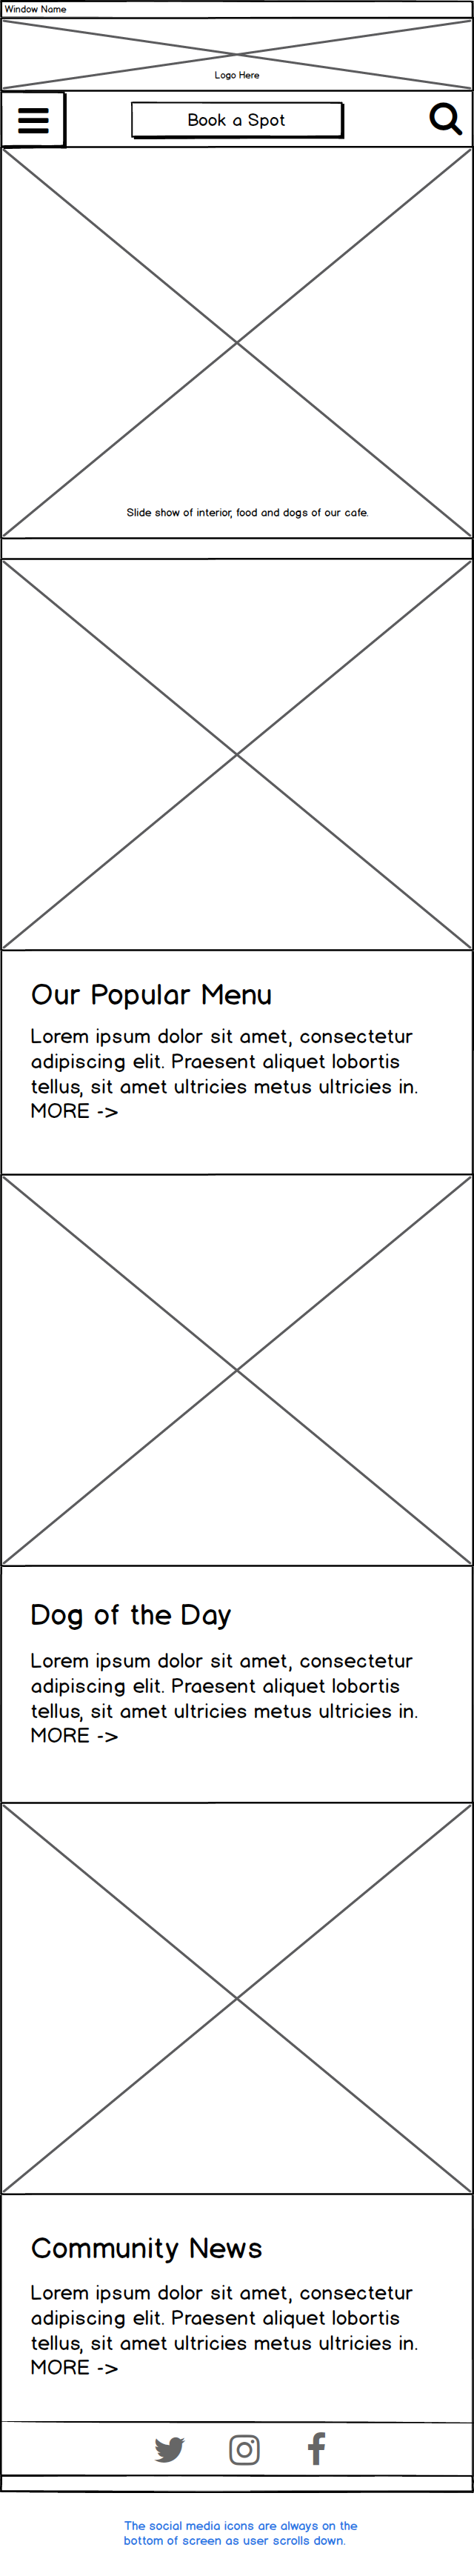 Window Name
Logo Here
Book a Spot
Slide show of interior, food and dogs of our cafe.
Our Popular Menu
Lorem ipsum dolor sit amet, consectetur
adipiscing elit. Praesent aliquet lobortis
tellus, sit amet ultricies metus ultricies in.
MORE ->
Dog of the Day
Lorem ipsum dolor sit amet, consectetur
adipiscing elit. Praesent aliquet lobortis
tellus, sit amet ultricies metus ultricies in.
MORE ->
Community News
Lorem ipsum dolor sit amet, consectetur
adipiscing elit. Praesent aliquet lobortis
tellus, sit amet ultricies metus ultricies in.
MORE ->
The social media icons are always on the
bottom of screen as user scrolls down.